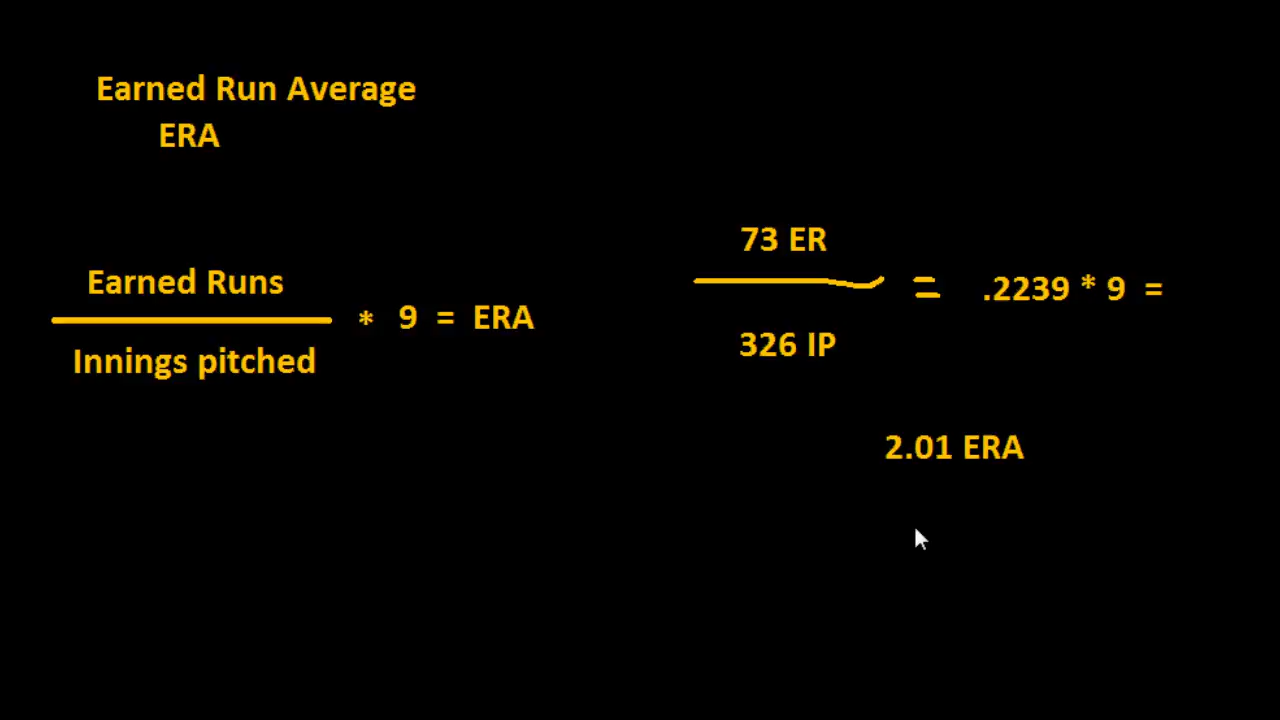 Earned Run Average
ERA
Earned Runs
Innings pitched
* 9 = ERA
73 ER
326 IP
= .2239 * 9 =
2.01 ERA